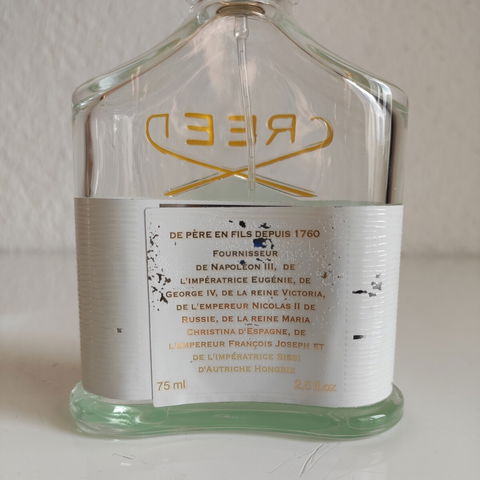 CREED
DE PÈRE EN FILS DEPUIS 1760
FOURNISSEUR
DE NAPOLÉON III, DE
L'IMPÉRATRICE EUGÉNIE, DE
GEORGE IV, DE LA REINE VICTORIA,
DE L'EMPEREUR NICOLAS II DE
RUSSIE, DE LA REINE MARIA
CHRISTINA D'ESPAGNE, DE
L'EMPEREUR FRANÇOIS JOSEPH ET
DE L'IMPÉRATRICE SISSI
D'AUTRICHE HONGRIE
75 ml 2,5 fl.oz